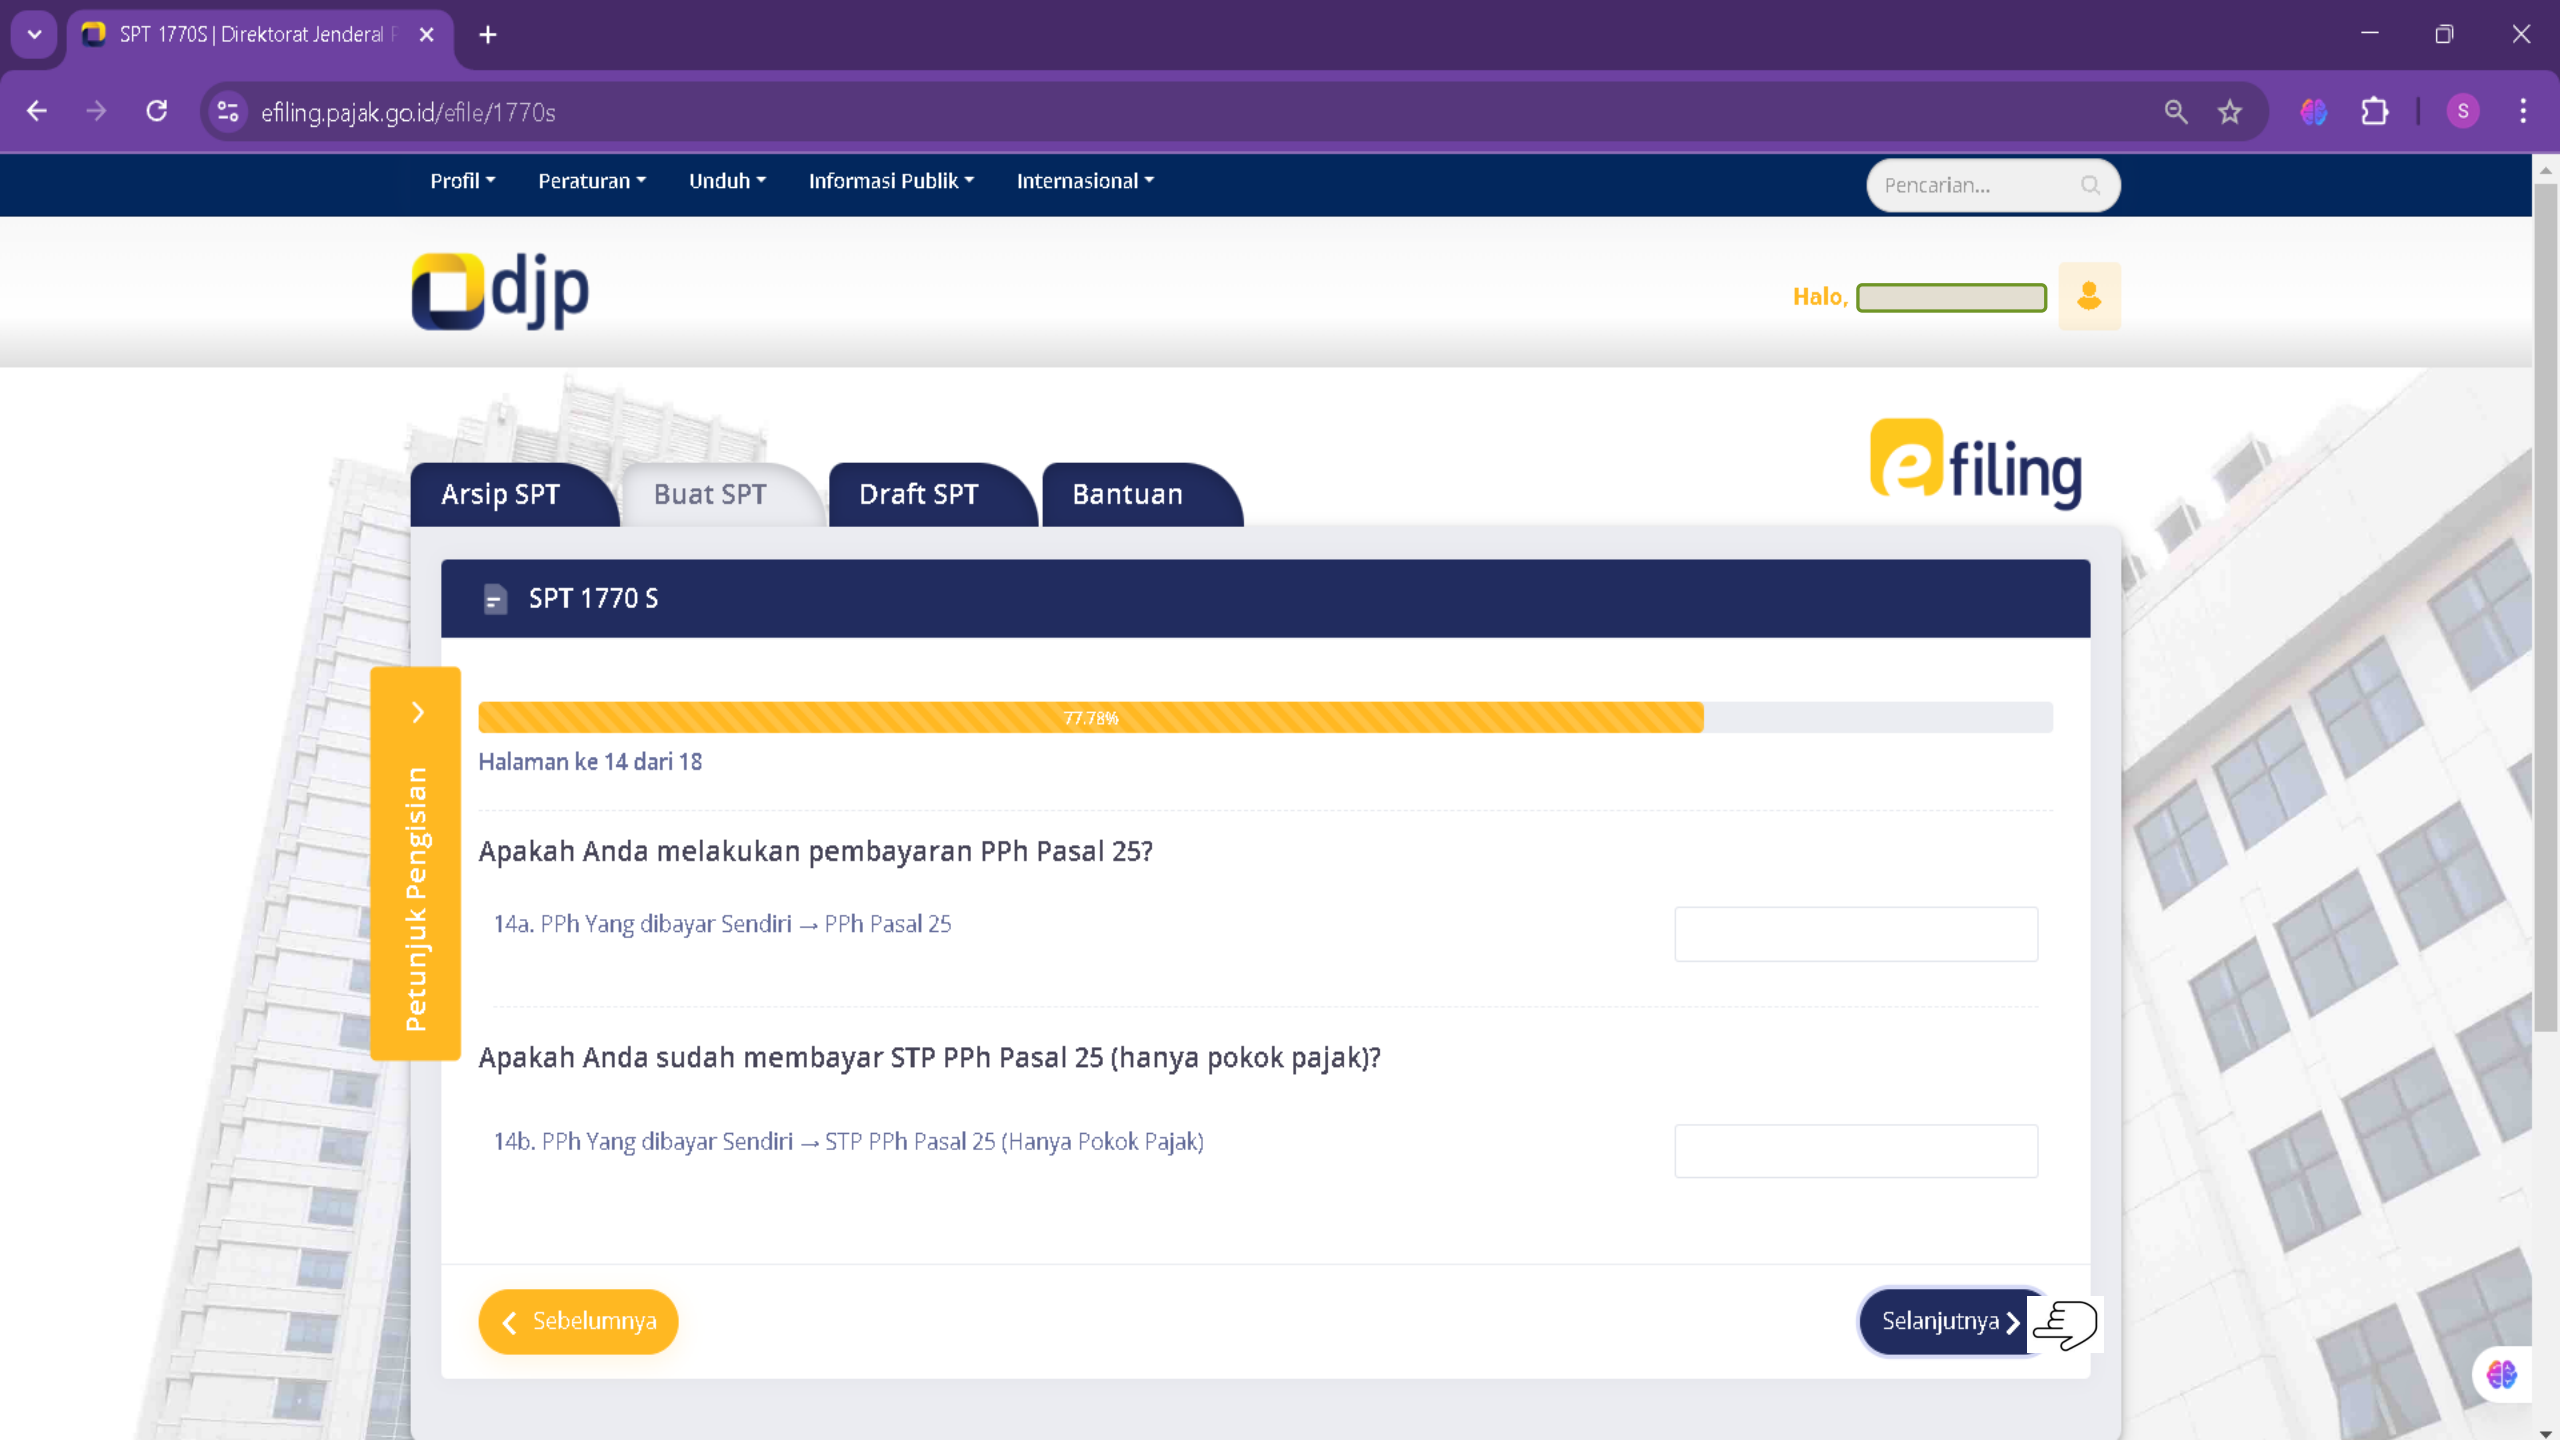 SPT 1770S | Direktorat Jenderal
efiling.pajak.go.id/efile/1770s
S
Profil
Peraturan
Unduh
Informasi Publik
Internasional
Pencarian...
djp
Halo,
efiling
Arsip SPT
Buat SPT
Draft SPT
Bantuan
SPT 1770 S
77.78%
Halaman ke 14 dari 18
Petunjuk Pengisian
Apakah Anda melakukan pembayaran PPh Pasal 25?
14a. PPh Yang dibayar Sendiri → PPh Pasal 25
Apakah Anda sudah membayar STP PPh Pasal 25 (hanya pokok pajak)?
14b. PPh Yang dibayar Sendiri → STP PPh Pasal 25 (Hanya Pokok Pajak)
Sebelumnya
Selanjutnya